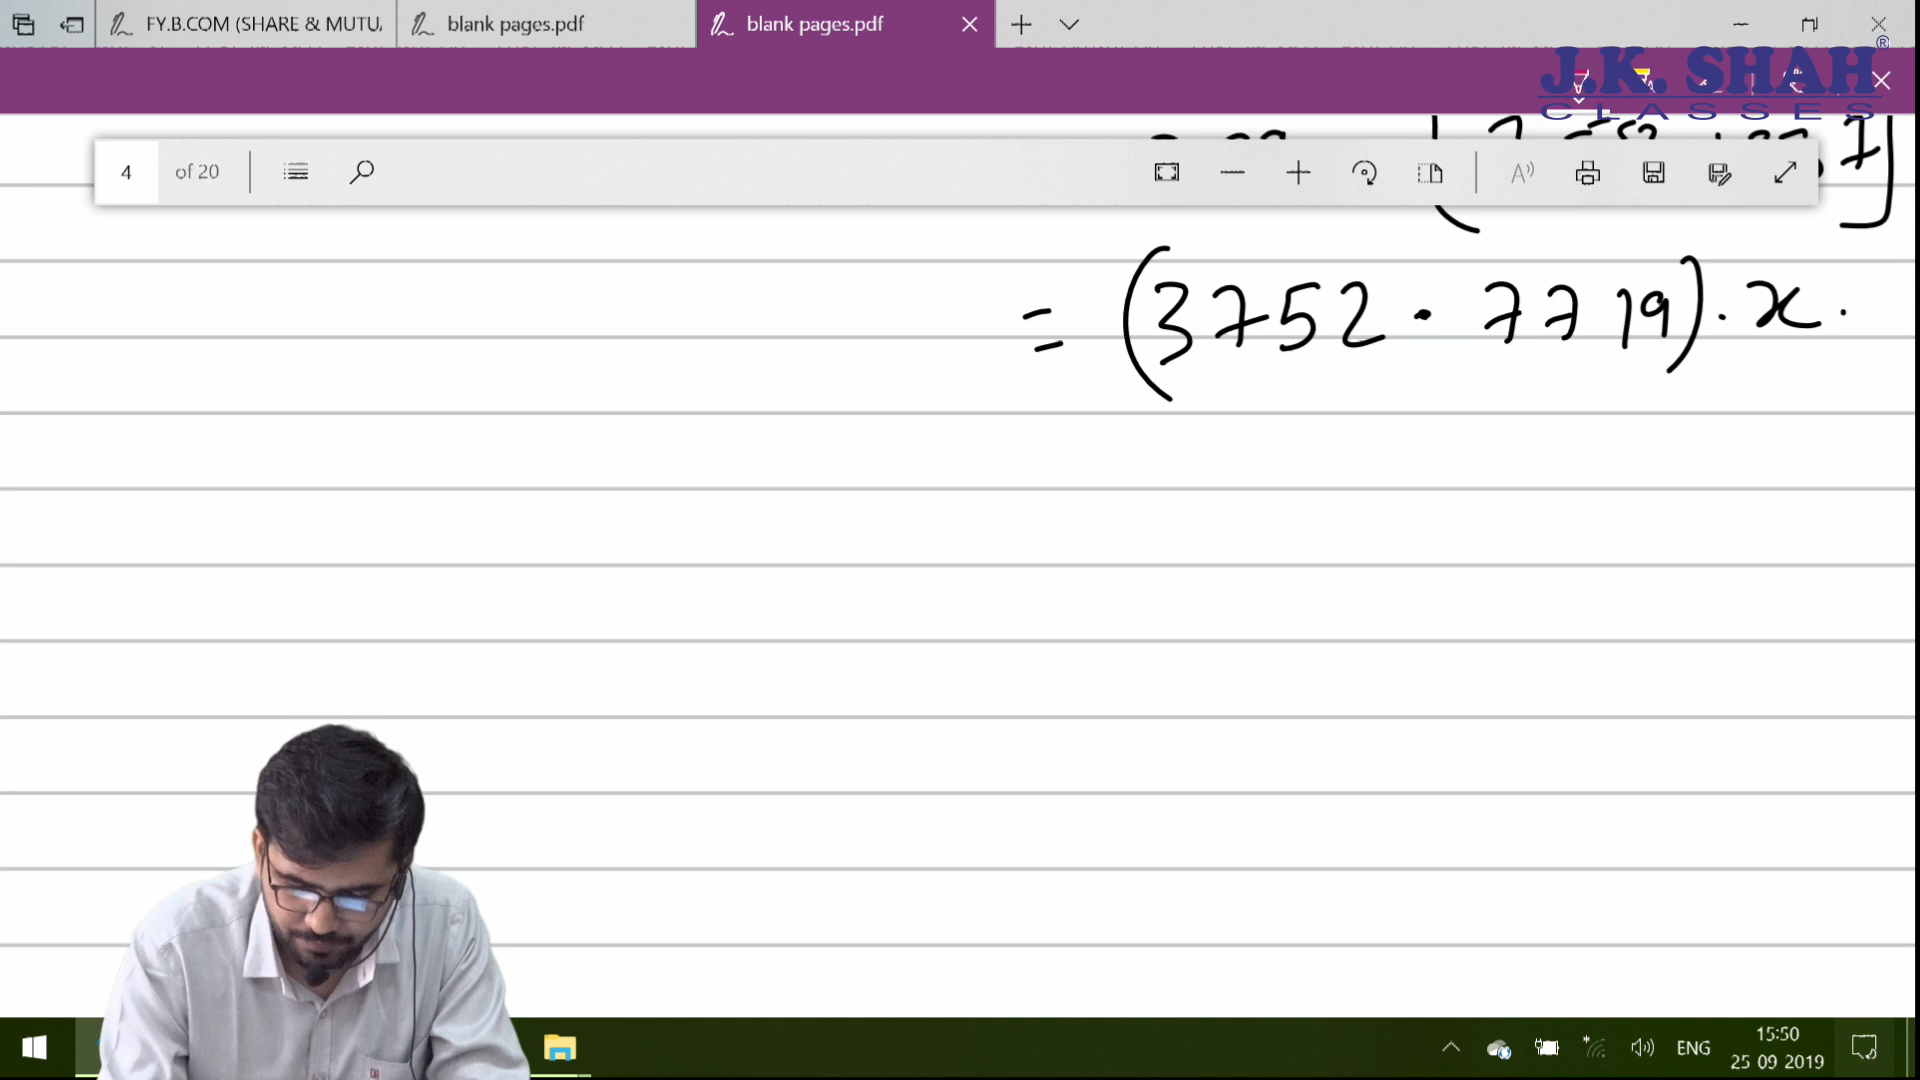 FY.B.COM (SHARE & MUTU
blank pages.pdf
blank pages.pdf
J.K. SHAH®
CLASSES
4 of 20
= (3752.7719).x.
ENG
15:50
25 09 2019